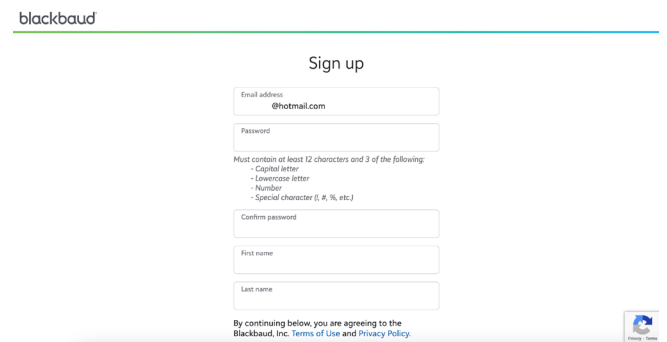 blackbaud
Sign up
Email address
@hotmail.com
Password
Must contain at least 12 characters and 3 of the following:
- Capital letter
- Lowercase letter
- Number
- Special character (!, #, %, etc.)
Confirm password
First name
Last name
By continuing below, you are agreeing to the
Blackbaud, Inc. Terms of Use and Privacy Policy.
Privacy - Terms